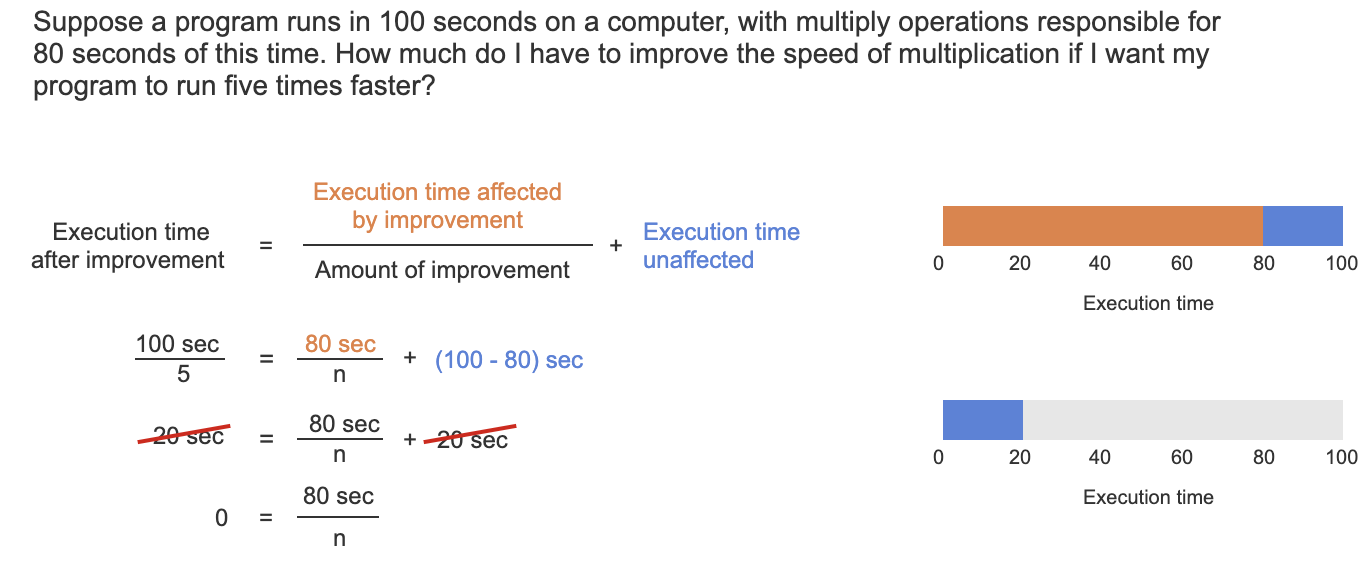 Suppose a program runs in 100 seconds on a computer, with multiply operations responsible for
80 seconds of this time. How much do I have to improve the speed of multiplication if I want my
program to run five times faster?
Execution time affected
by improvement
Execution time
after improvement
=
Amount of improvement
+
Execution time
unaffected
0 20 40 60 80 100
Execution time
100 sec
5
=
80 sec
n
+ (100 - 80) sec
20 sec
=
80 sec
n
+ 20 sec
0 20 40 60 80 100
Execution time
0
=
80 sec
n